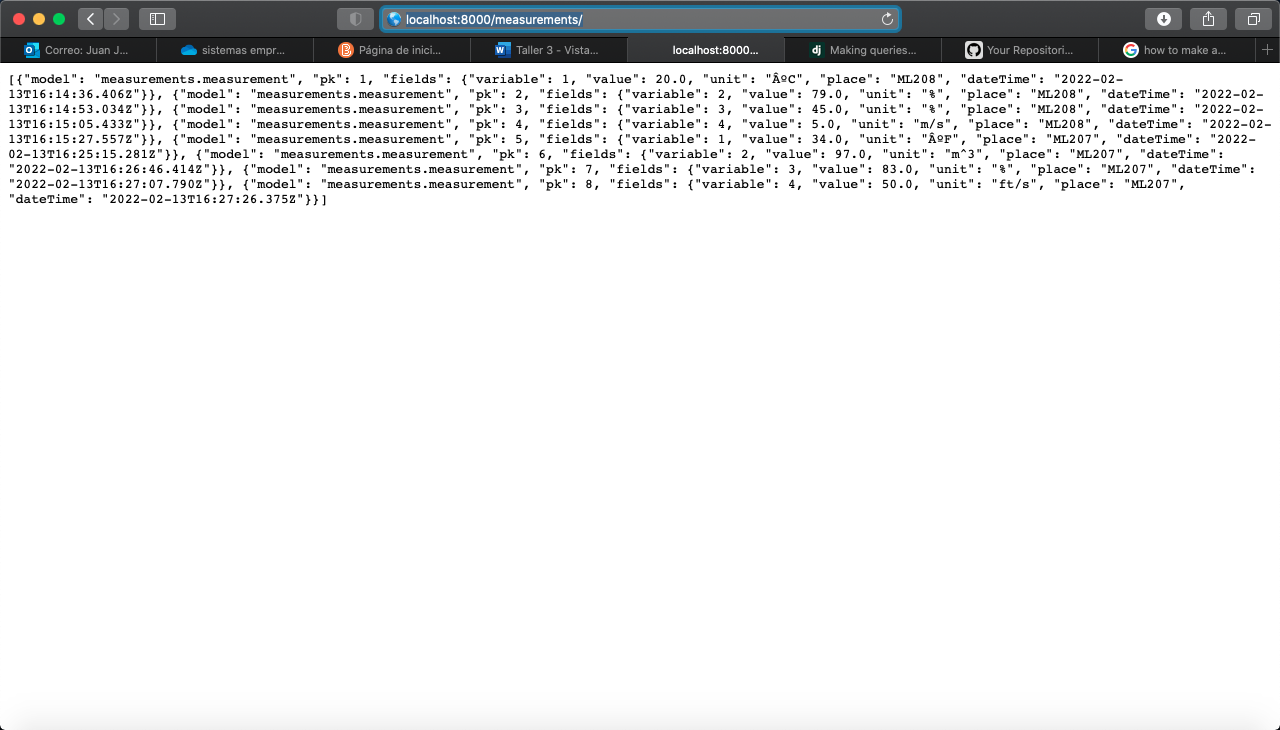 localhost:8000/measurements/
Correo: Juan J...
sistemas empr...
Página de inici...
Taller 3 - Vista...
localhost:8000...
dj
Making queries...
Your Repositori...
how to make a...
[{"model": "measurements.measurement", "pk": 1, "fields": {"variable": 1, "value": 20.0, "unit": "ÂºC", "place": "ML208", "dateTime": "2022-02-
13T16:14:36.406Z"}}, {"model": "measurements.measurement", "pk": 2, "fields": {"variable": 2, "value": 79.0, "unit": "%", "place": "ML208", "dateTime": "2022-02-
13T16:14:53.034Z"}}, {"model": "measurements.measurement", "pk": 3, "fields": {"variable": 3, "value": 45.0, "unit": "%", "place": "ML208", "dateTime": "2022-02-
13T16:15:05.433Z"}}, {"model": "measurements.measurement", "pk": 4, "fields": {"variable": 4, "value": 5.0, "unit": "m/s", "place": "ML208", "dateTime": "2022-02-
13T16:15:27.557Z"}}, {"model": "measurements.measurement", "pk": 5, "fields": {"variable": 1, "value": 34.0, "unit": "ÂºF", "place": "ML207", "dateTime": "2022-
02-13T16:25:15.281Z"}}, {"model": "measurements.measurement", "pk": 6, "fields": {"variable": 2, "value": 97.0, "unit": "m^3", "place": "ML207", "dateTime":
"2022-02-13T16:26:46.414Z"}}, {"model": "measurements.measurement", "pk": 7, "fields": {"variable": 3, "value": 83.0, "unit": "%", "place": "ML207", "dateTime":
"2022-02-13T16:27:07.790Z"}}, {"model": "measurements.measurement", "pk": 8, "fields": {"variable": 4, "value": 50.0, "unit": "ft/s", "place": "ML207",
"dateTime": "2022-02-13T16:27:26.375Z"}}]